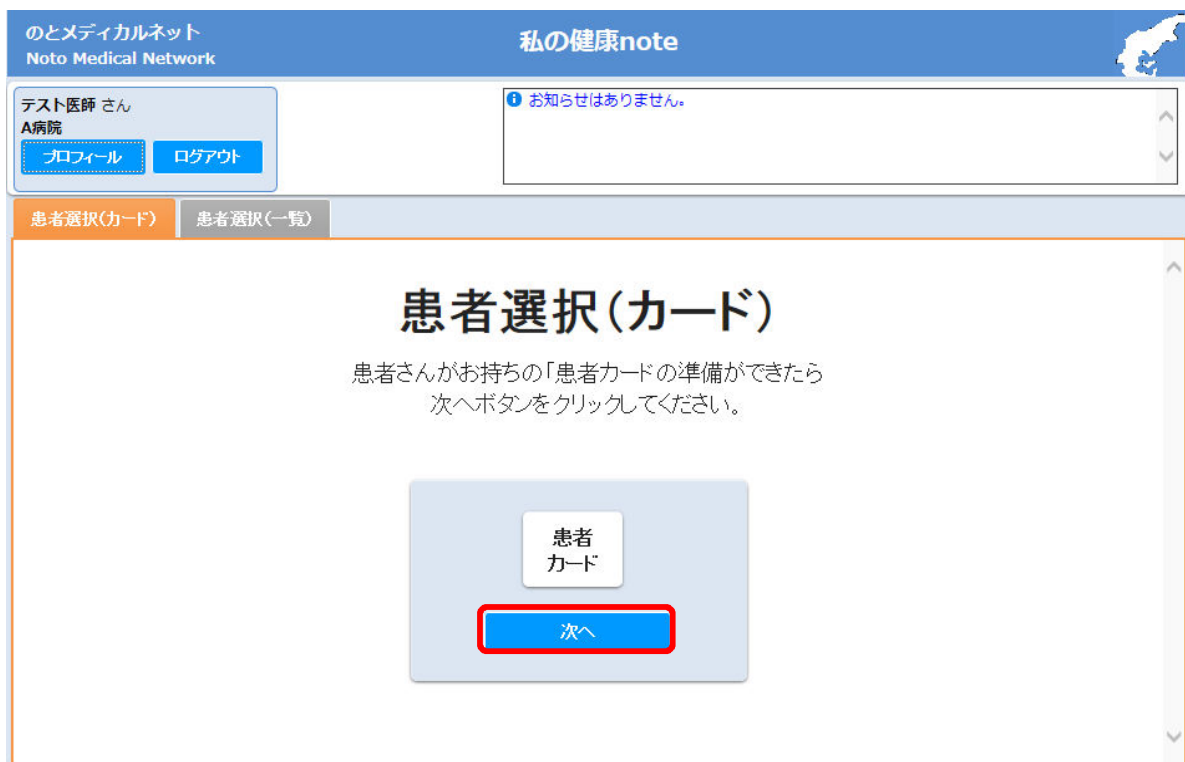 のとメディカルネット
Noto Medical Network
私の健康note
テスト医師 さん
A病院
プロフィール ログアウト
お知らせはありません。
患者選択(カード) 患者選択(一覧)
患者選択(カード)
患者さんがお持ちの「患者カードの準備ができたら
次へボタンをクリックしてください。
患者
カード
次へ